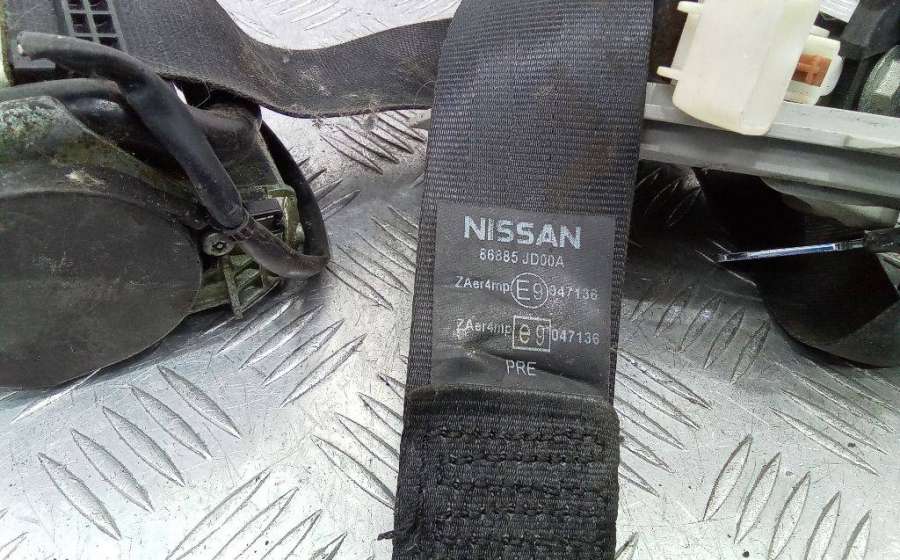 NISSAN
86885 JD00A
ZAer4mp E9 047136
ZAer4mp e9 047136
PRE